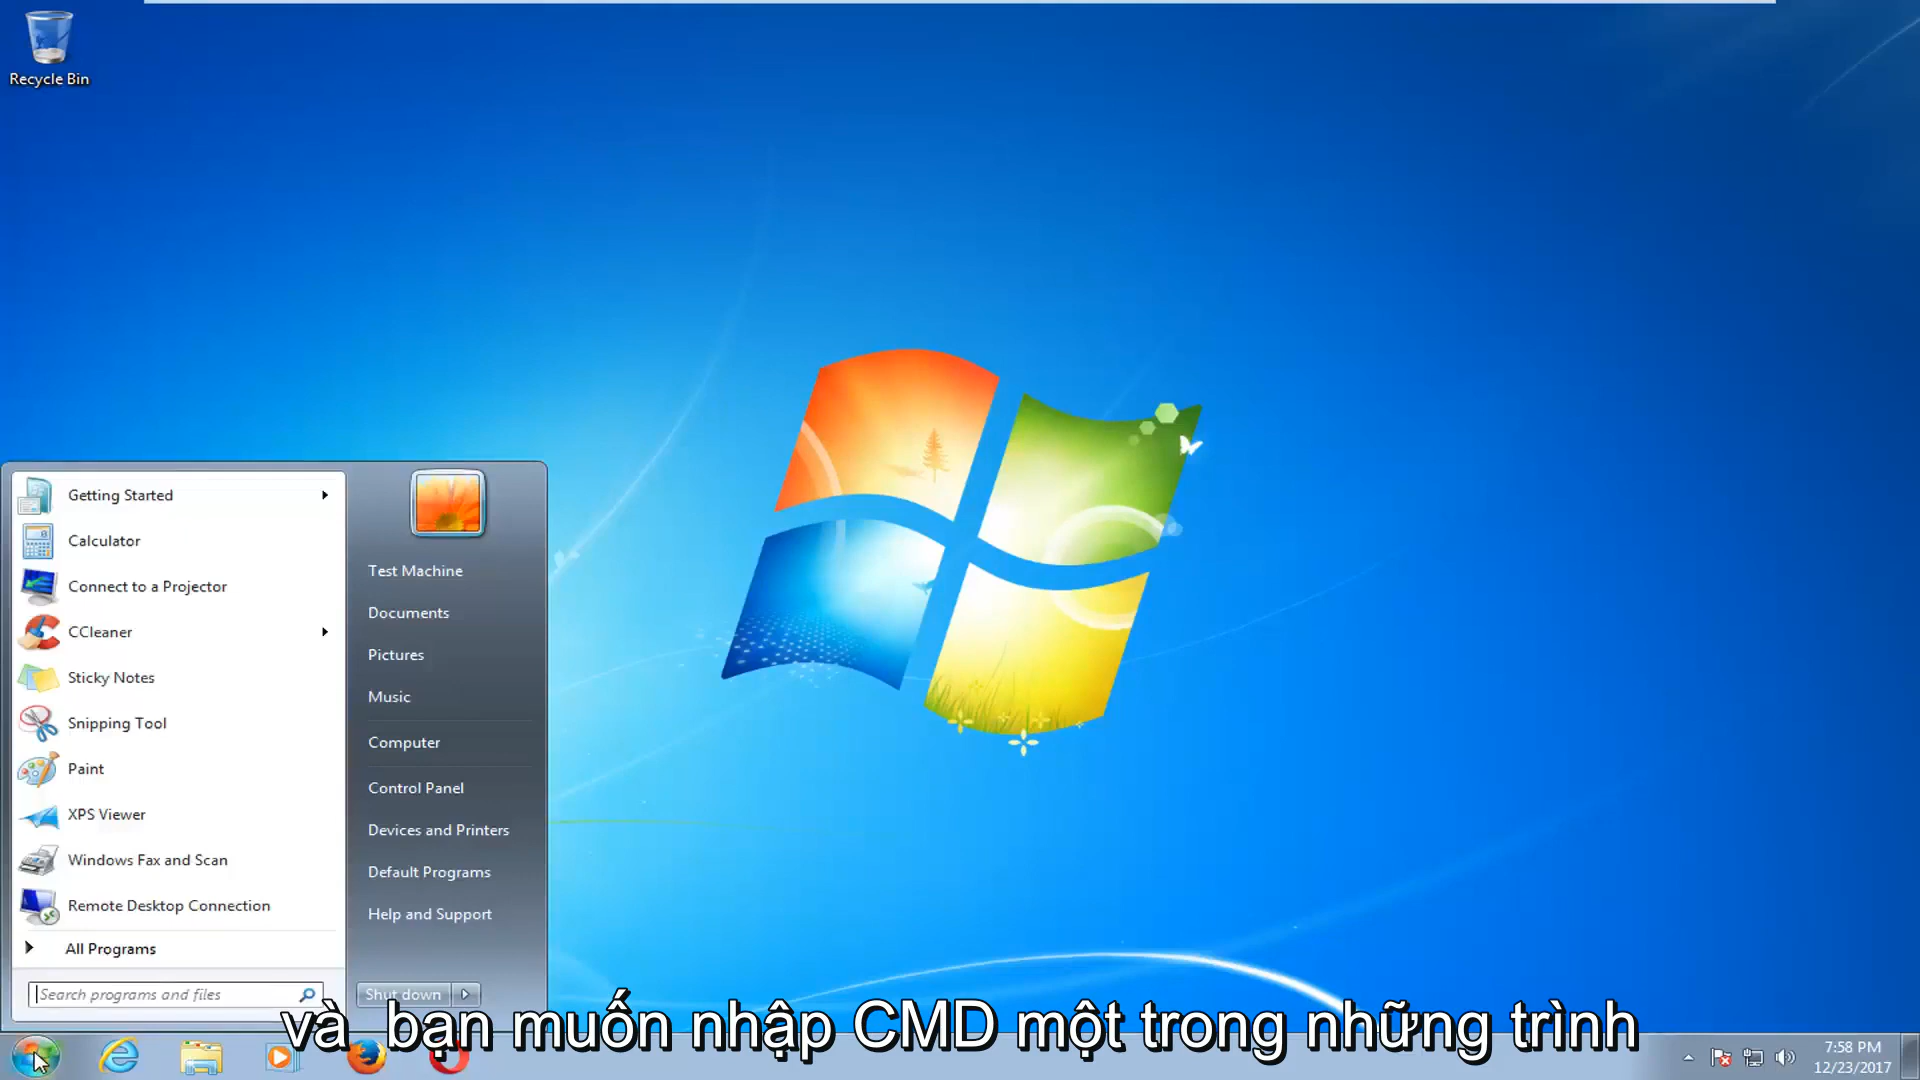 Recycle Bin
Getting Started
Calculator
Connect to a Projector
CCleaner
Sticky Notes
Snipping Tool
Paint
XPS Viewer
Windows Fax and Scan
Remote Desktop Connection
All Programs
Search programs and files
Test Machine
Documents
Pictures
Music
Computer
Control Panel
Devices and Printers
Default Programs
Help and Support
Shut down
và bạn muốn nhập CMD một trong những trình
7:58 PM
12/23/2017